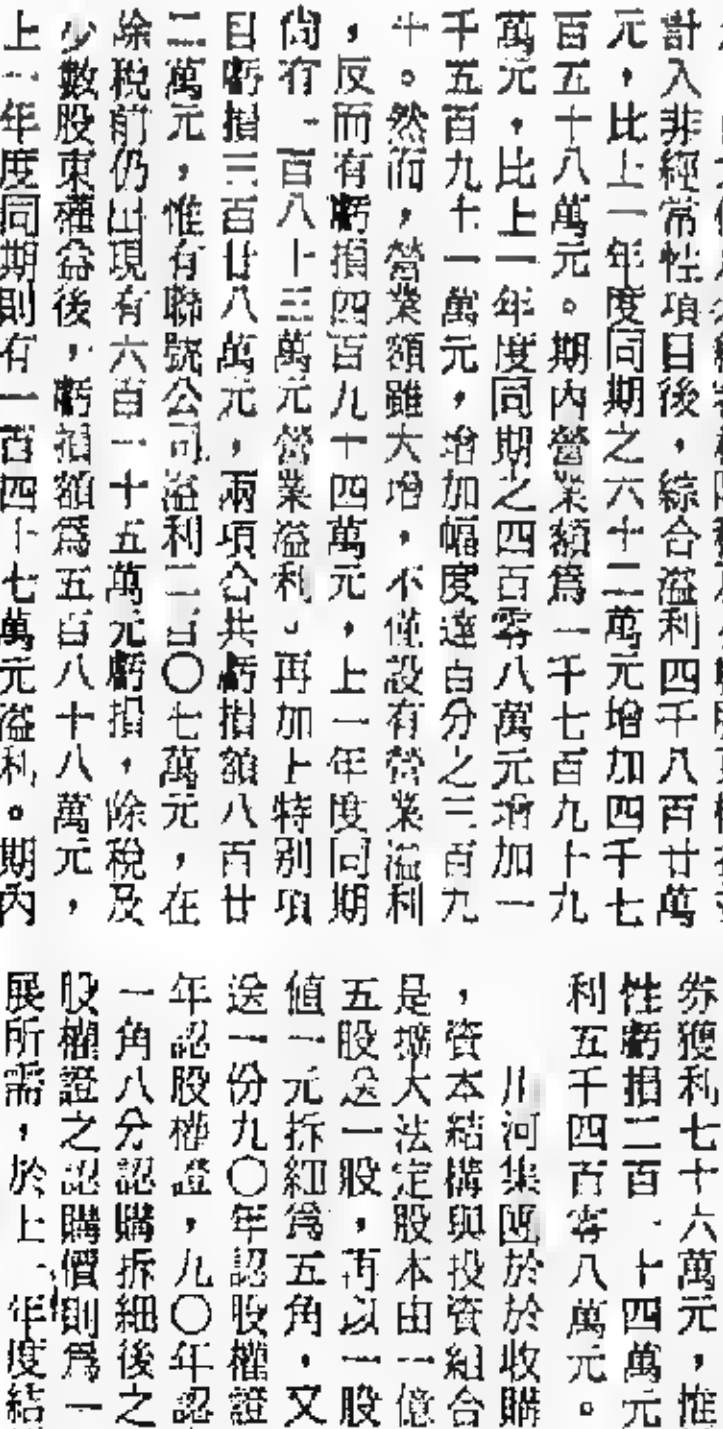 計入非經常性項目後，綜合溢利四千八百廿萬
元，比上一年度同期之六十二萬元增加四千七
百五十八萬元。期內營業額爲一千七百九十九
萬元，比上一年度同期之四百零八萬元增加一
千五百九十一萬元，增加幅度達百分之三百九
十。然而，營業額雖大增，不僅設有營業溢利
，反而有虧損四百九十四萬元，上一年度同期
尚有一百八十三萬元營業溢利。再加上特別項
目虧損三百廿八萬元，兩項合共虧損額八百廿
二萬元，惟有聯號公司溢利二百〇七萬元，在
除稅前仍出現有六百一十五萬元虧損，除稅及
少數股東權益後，虧損額爲五百八十八萬元，
上一年度同期則有一百四十七萬元溢利。期內
券獲利七十六萬元，惟
性虧損二百一十四萬元
利五千四百零八萬元。
川河集團於於收購
，資本結構與投資組合
是擴大法定股本由一億
五股送一股，再以一股
值一元拆細爲五角，又
送一份九〇年認股權證
年認股權證，九〇年認
一角八分認購拆細後之
股權證之認購價則爲一
展所需，於上一年度結